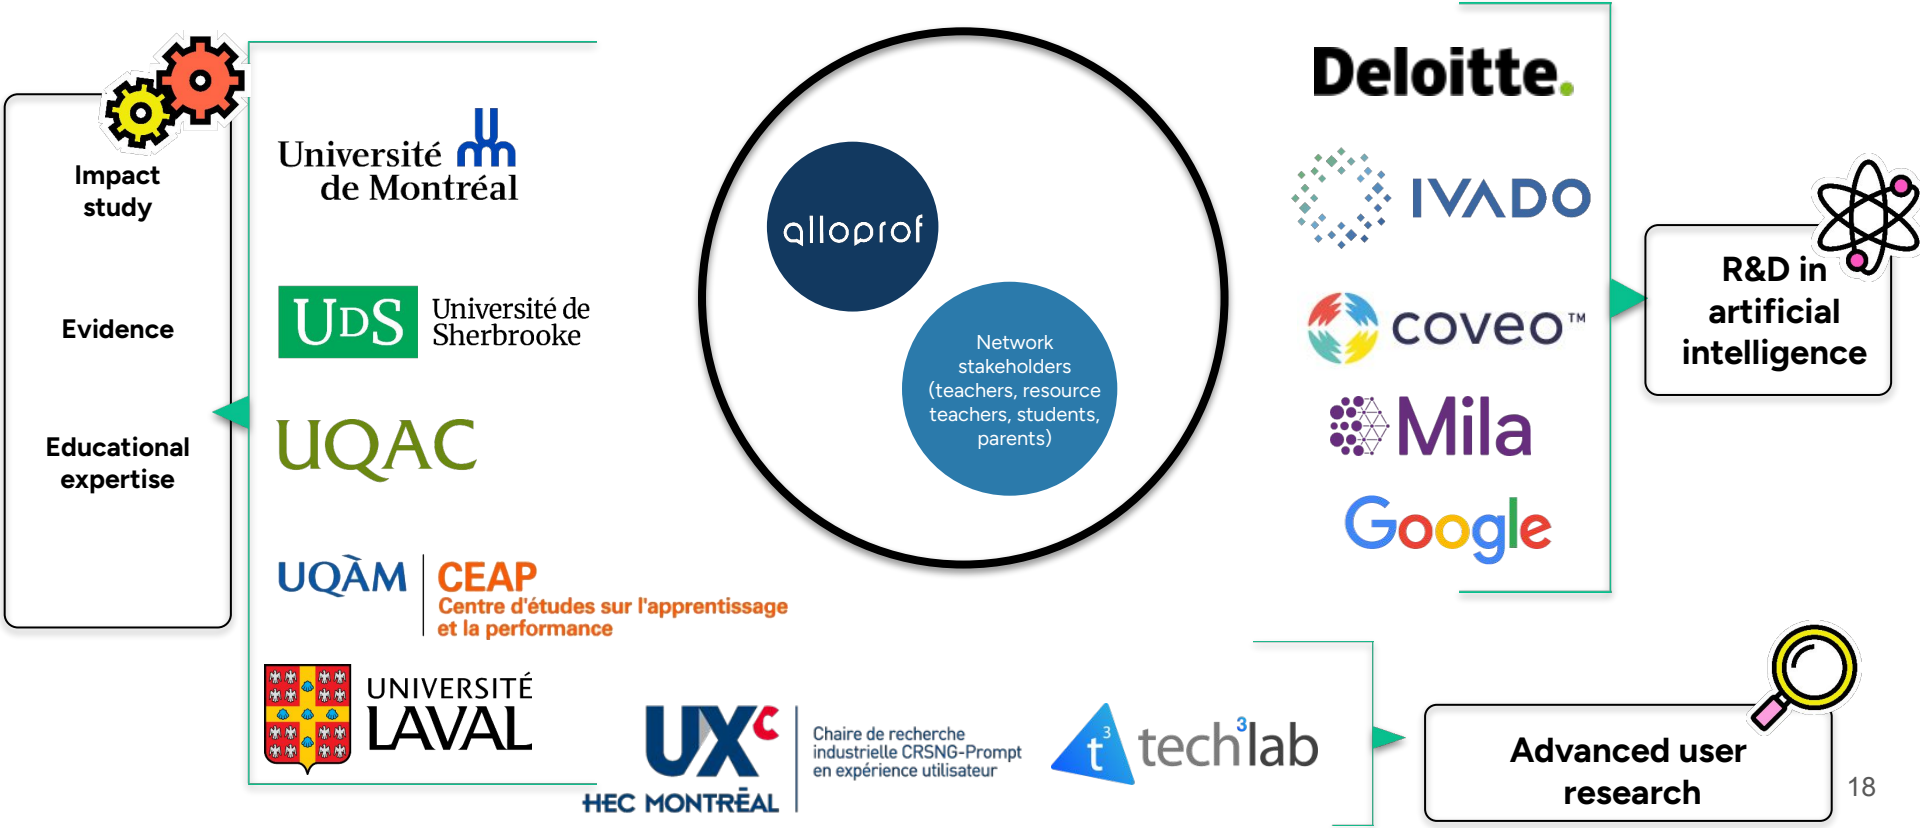 Impact
study
Evidence
Educational
expertise
Université
de Montréal
UDS
Université de
Sherbrooke
UQAC
UQÀM
CEAP
Centre d'études sur l'apprentissage
et la performance
UNIVERSITÉ
LAVAL
alloprof
Network
stakeholders
(teachers, resource
teachers, students,
parents)
Deloitte.
IVADO
coveo™
Mila
Google
R&D in
artificial
intelligence
UXC
HEC MONTRĒAL
Chaire de recherche
industrielle CRSNG-Prompt
en expérience utilisateur
t³
tech³lab
Advanced user
research
18